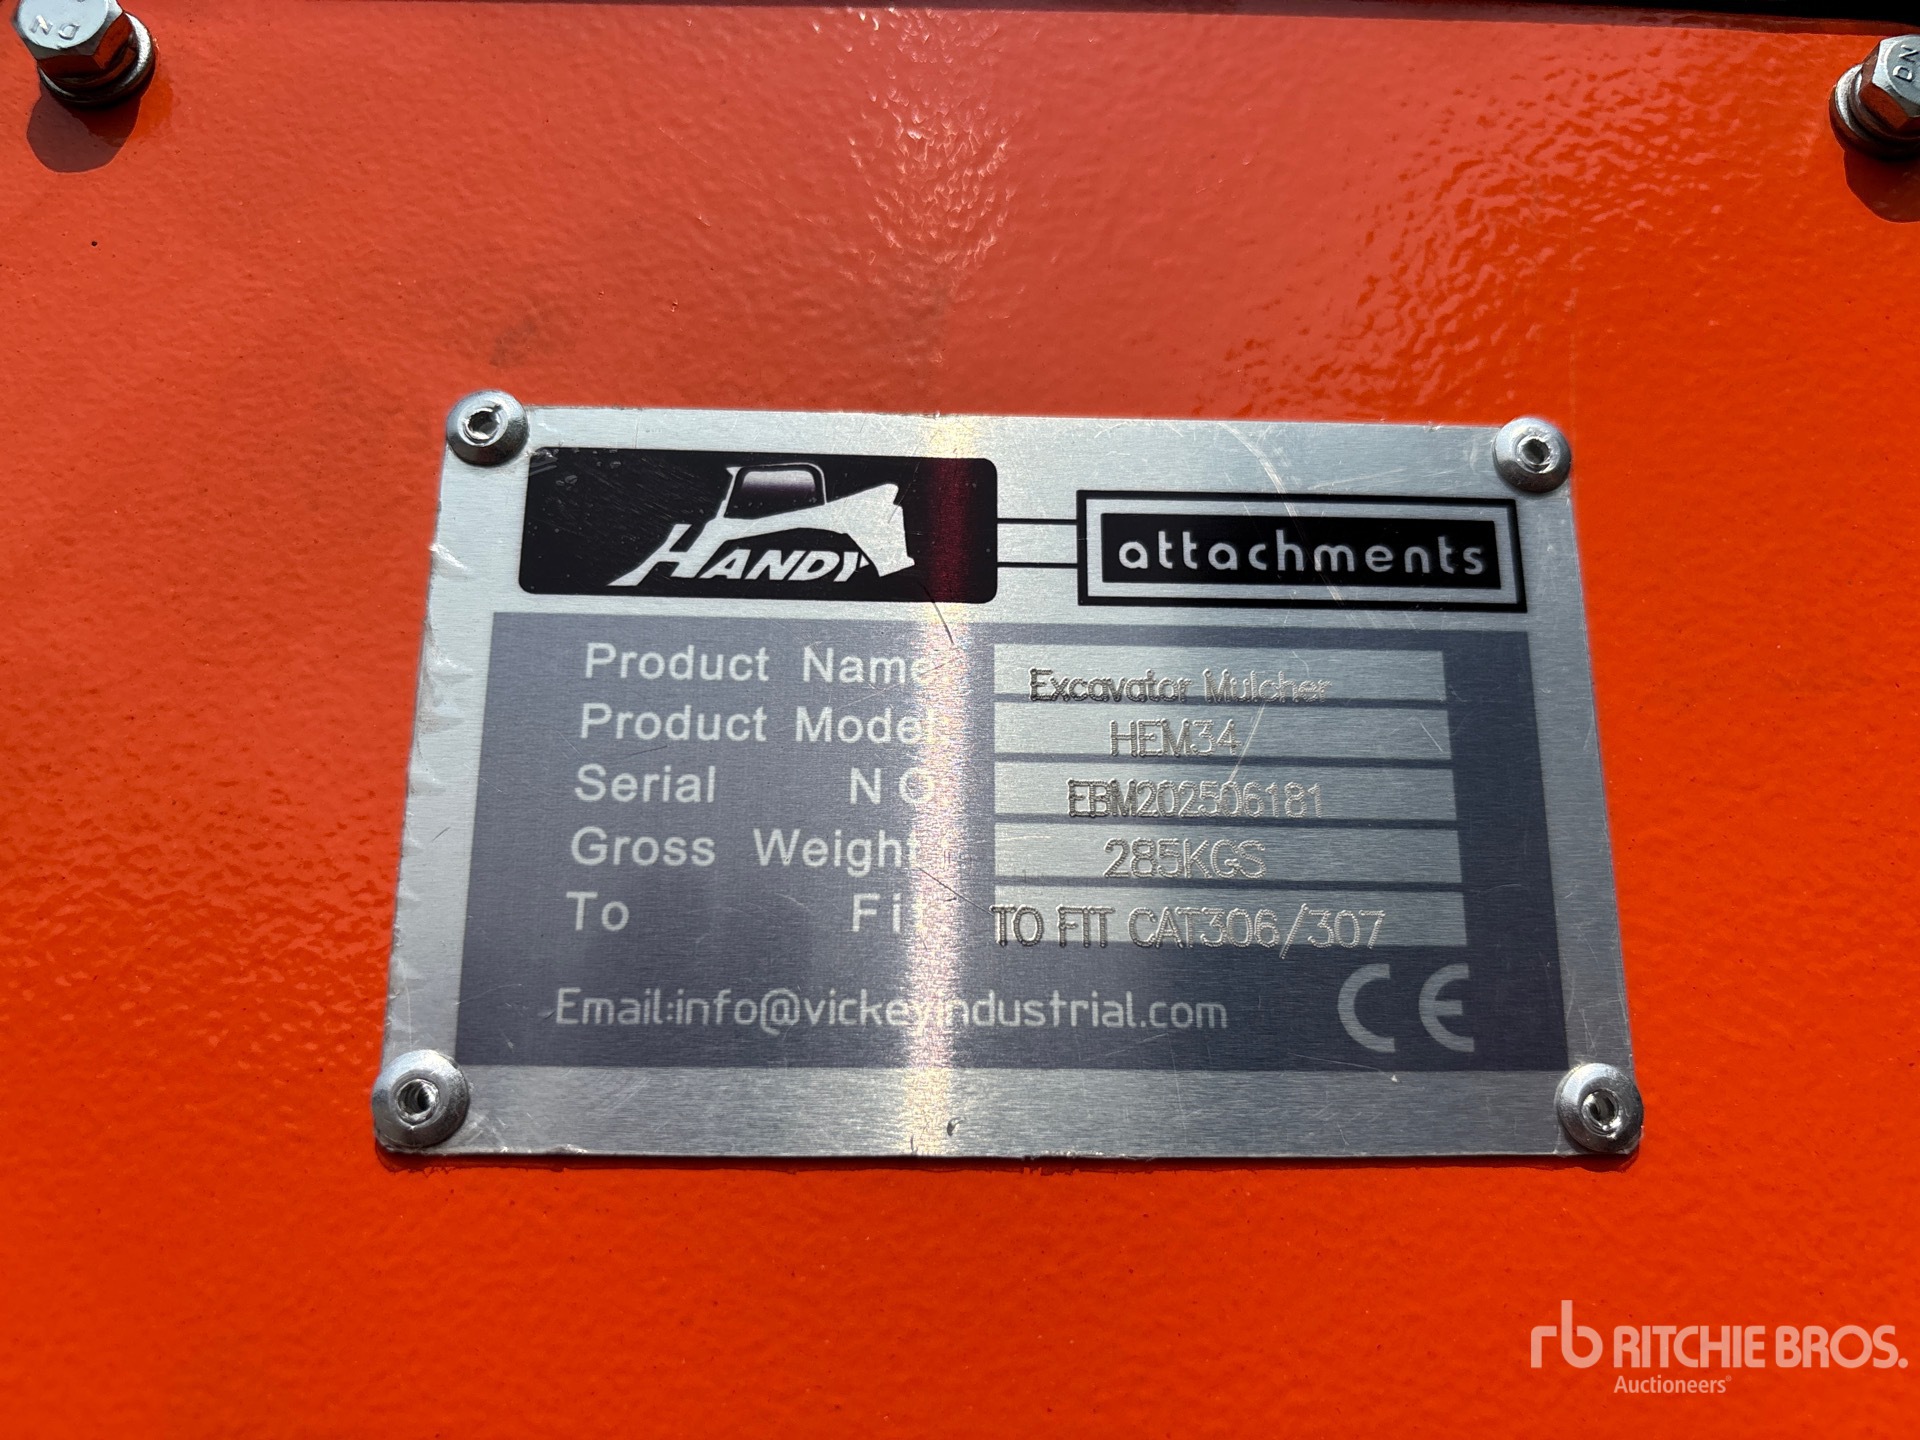 HANDY attachments
Product Name: Excavator Mulcher
Product Model: HEM34
Serial NO. EBM202506181
Gross Weight: 285KGS
To Fit: TO FIT CAT306/307
Email:info@vickeyindustrial.com CE
rb RITCHIE BROS.
Auctioneers